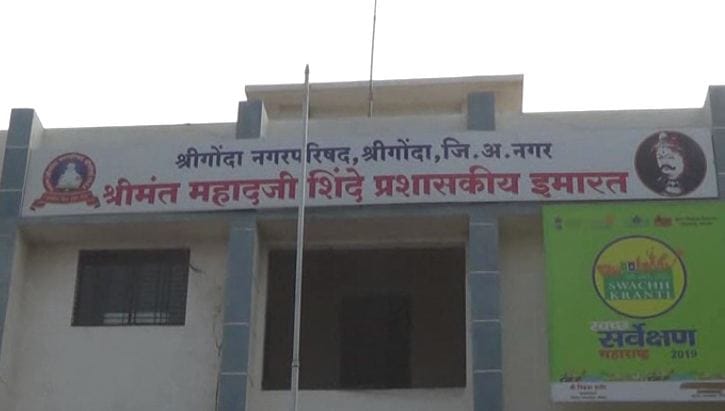 श्रीगोंदा नगरपरिषद,श्रीगोंदा,जि.अ.नगर
श्रीमंत महादजी शिंदे प्रशासकीय इमारत
SWACHH
KRANTI
स्वच्छ
सर्वेक्षण
महाराष्ट्र 2019